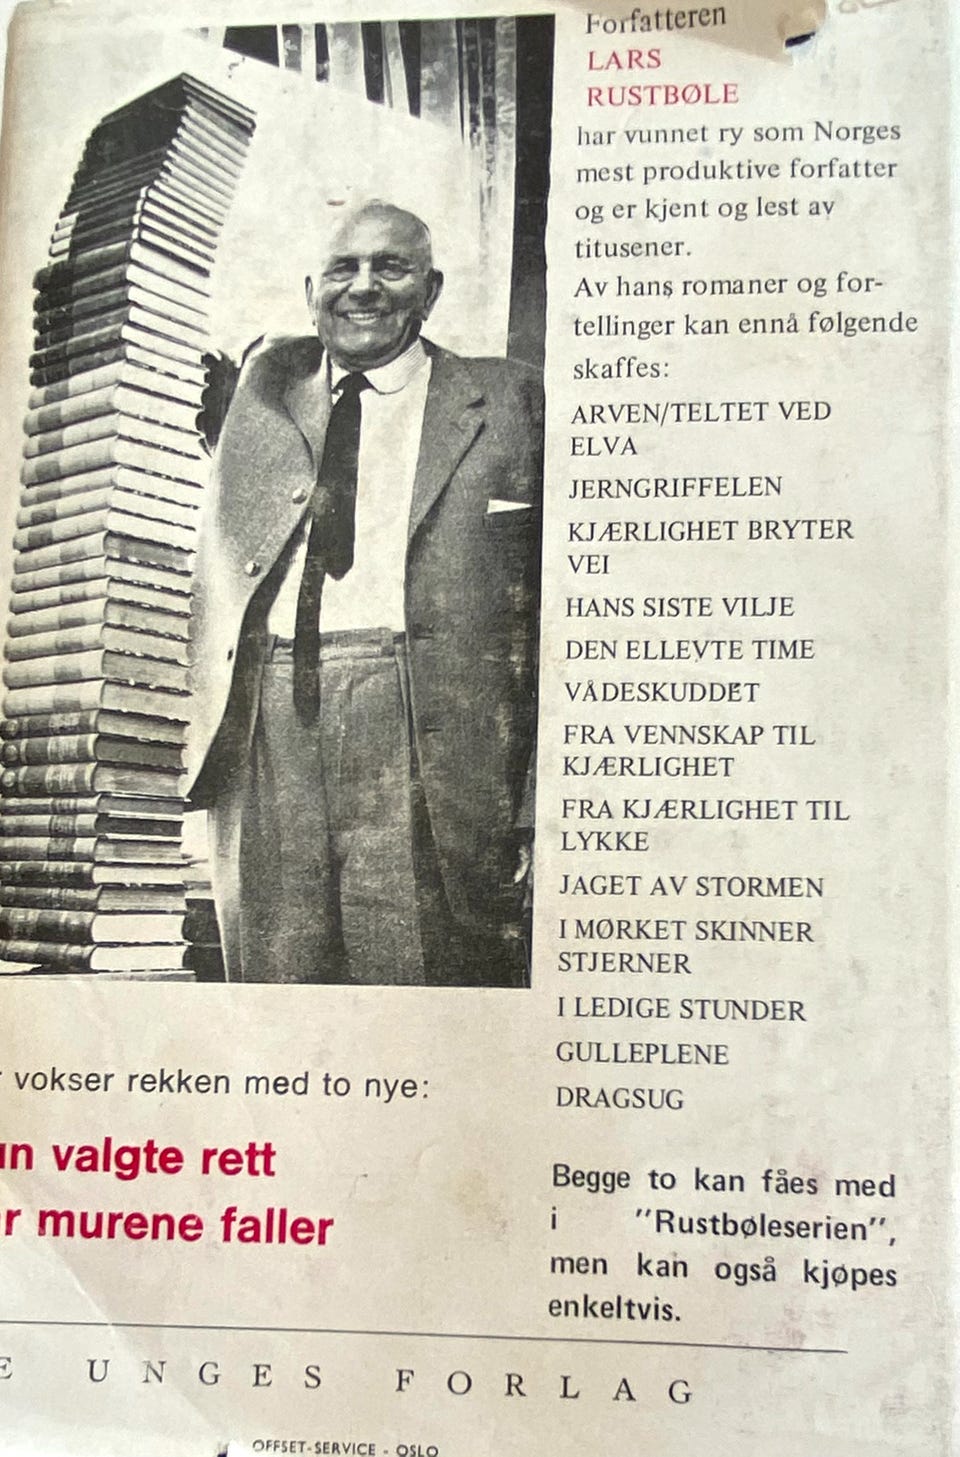 Forfatteren
LARS
RUSTBØLE
har vunnet ry som Norges
mest produktive forfatter
og er kjent og lest av
titusener.
Av hans romaner og for-
tellinger kan ennå følgende
skaffes:
ARVEN/TELTET VED
ELVA
JERNGRIFFELEN
KJÆRLIGHET BRYTER
VEI
HANS SISTE VILJE
DEN ELLEVTE TIME
VÅDESKUDDET
FRA VENNSKAP TIL
KJÆRLIGHET
FRA KJÆRLIGHET TIL
LYKKE
JAGET AV STORMEN
I MØRKET SKINNER
STJERNER
I LEDIGE STUNDER
GULLEPLENE
DRAGSUG
vokser rekken med to nye:
valgte rett
murene faller
Begge to kan fåes med
i "Rustbøleserien",
men kan også kjøpes
enkeltvis.
E UNGES FORLAG
OFFSET-SERVICE - OSLO